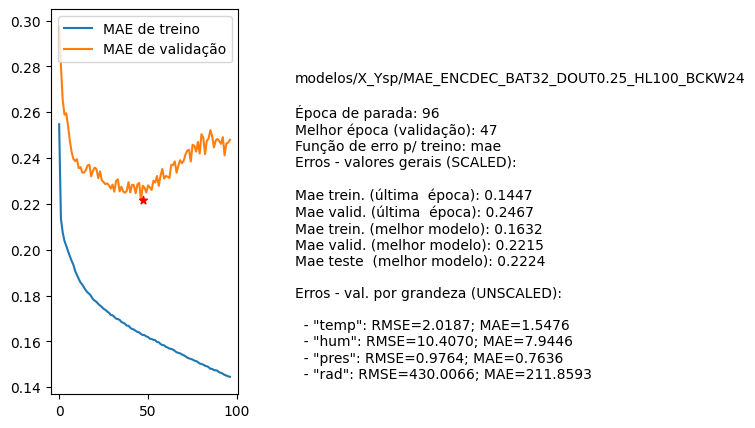 0.30
0.28
0.26
0.24
0.22
0.20
0.18
0.16
0.14
0
50
100
MAE de treino
MAE de validação
modelos/X_Ysp/MAE_ENCDEC_BAT32_DOUT0.25_HL100_BCKW24
Época de parada: 96
Melhor época (validação): 47
Função de erro p/ treino: mae
Erros - valores gerais (SCALED):
Mae trein. (última  época): 0.1447
Mae valid. (última  época): 0.2467
Mae trein. (melhor modelo): 0.1632
Mae valid. (melhor modelo): 0.2215
Mae teste  (melhor modelo): 0.2224
Erros - val. por grandeza (UNSCALED):
- "temp": RMSE=2.0187; MAE=1.5476
- "hum": RMSE=10.4070; MAE=7.9446
- "pres": RMSE=0.9764; MAE=0.7636
- "rad": RMSE=430.0066; MAE=211.8593